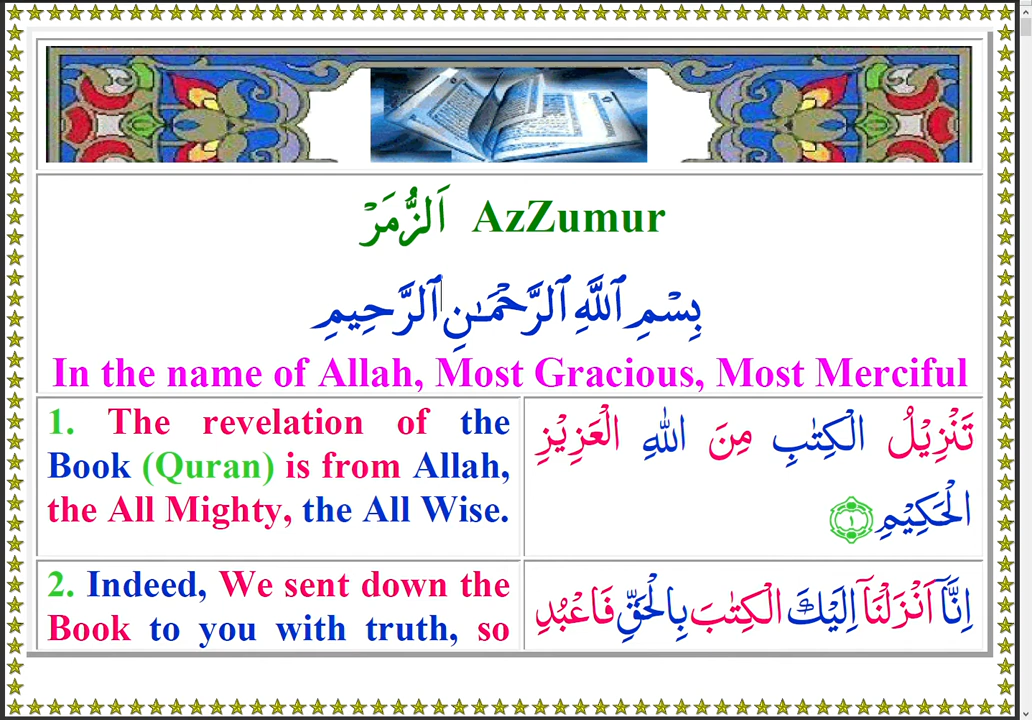 اَلزُّمَرْ AzZumur
بِسْمِ ٱللَّهِ ٱلرَّحْمَـٰنِ ٱلرَّحِيمِ
In the name of Allah, Most Gracious, Most Merciful
1. The revelation of the
Book (Quran) is from Allah,
the All Mighty, the All Wise.
تَنْزِيْلُ الْكِتٰبِ مِنَ اللّٰهِ الْعَزِيْزِ
الْحَكِيْمِ ۝١
2. Indeed, We sent down the
Book to you with truth, so
اِنَّآ اَنْزَلْنَآ اِلَيْكَ الْكِتٰبَ بِالْحَقِّ فَاعْبُدِ